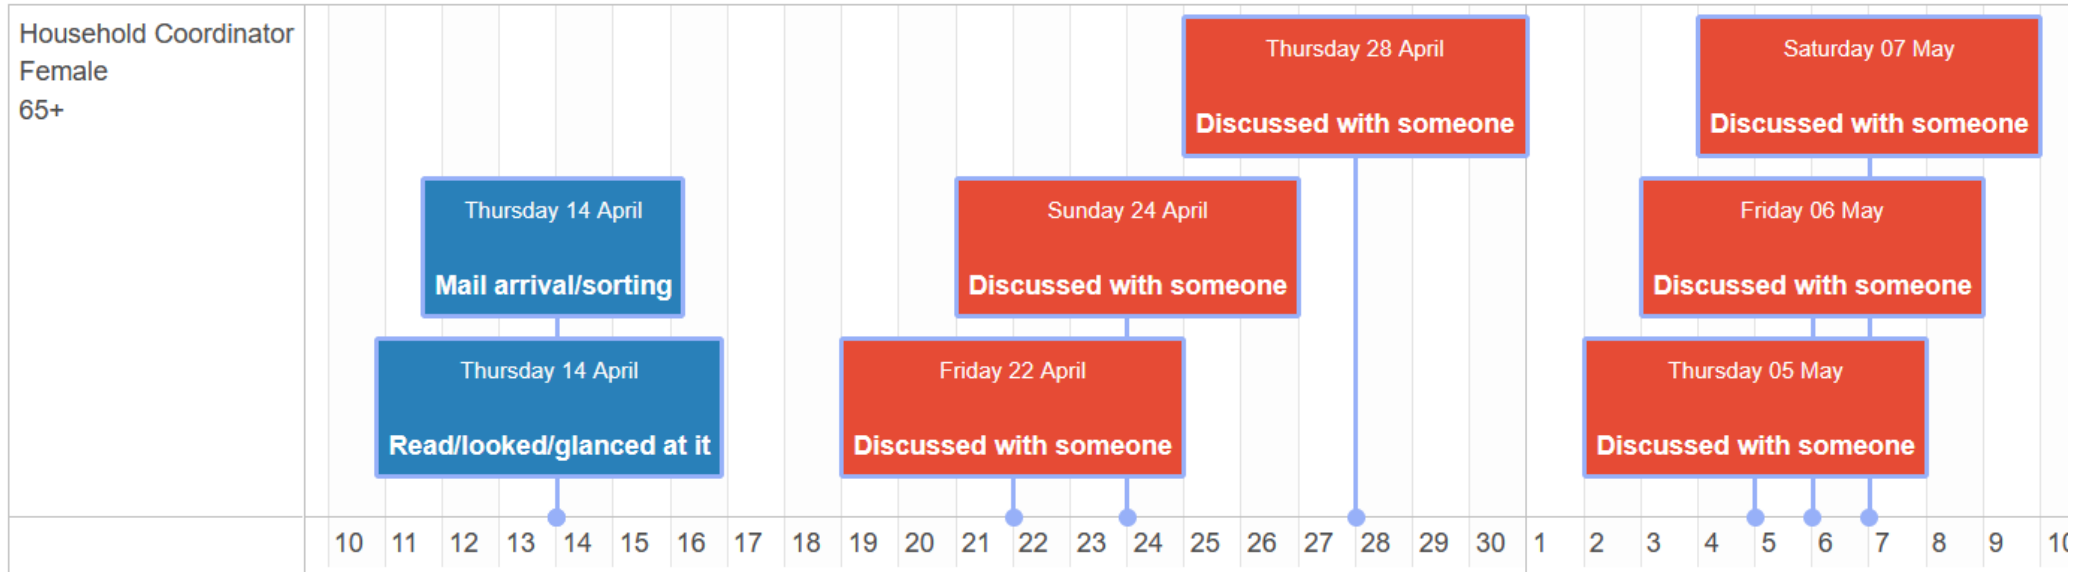 Household Coordinator
Female
65+
Thursday 28 April
Discussed with someone
Saturday 07 May
Discussed with someone
Thursday 14 April
Mail arrival/sorting
Sunday 24 April
Discussed with someone
Friday 06 May
Discussed with someone
Thursday 14 April
Read/looked/glanced at it
Friday 22 April
Discussed with someone
Thursday 05 May
Discussed with someone
10 11 12 13 14 15 16 17 18 19 20 21 22 23 24 25 26 27 28 29 30 1 2 3 4 5 6 7 8 9 10